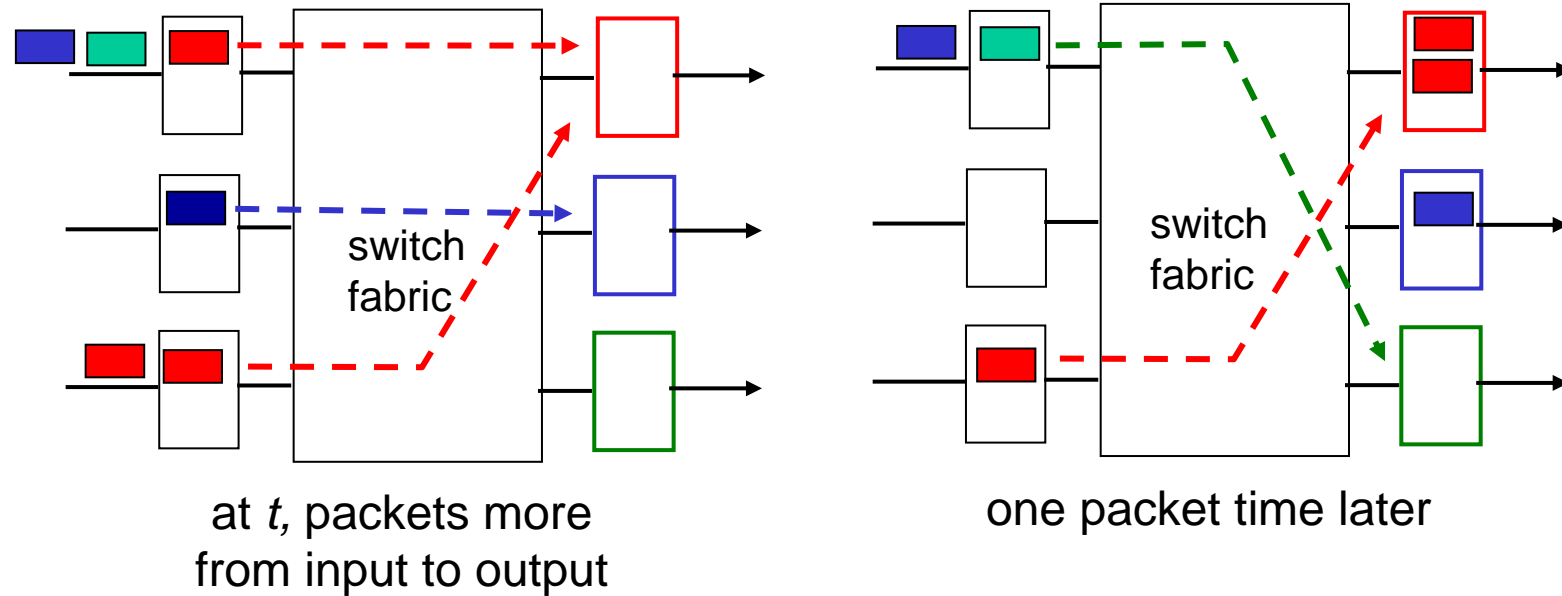 switch
fabric
switch
fabric
at t, packets more
from input to output
one packet time later